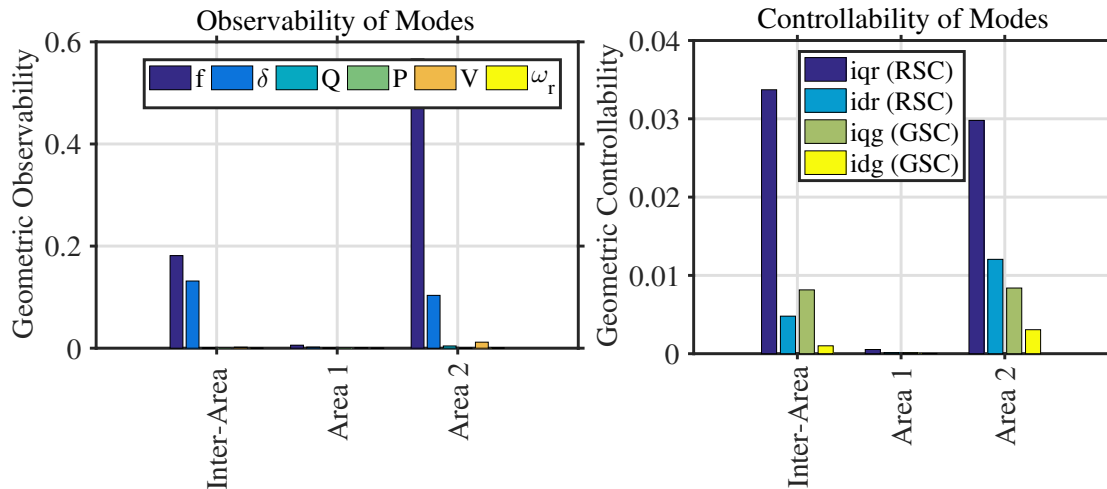 Observability of Modes
Geometric Observability
0.6
0.4
0.2
0
f δ Q P V ω_r
Inter-Area
Area 1
Area 2
Controllability of Modes
Geometric Controllability
0.04
0.03
0.02
0.01
0
iqr (RSC)
idr (RSC)
iqg (GSC)
idg (GSC)
Inter-Area
Area 1
Area 2